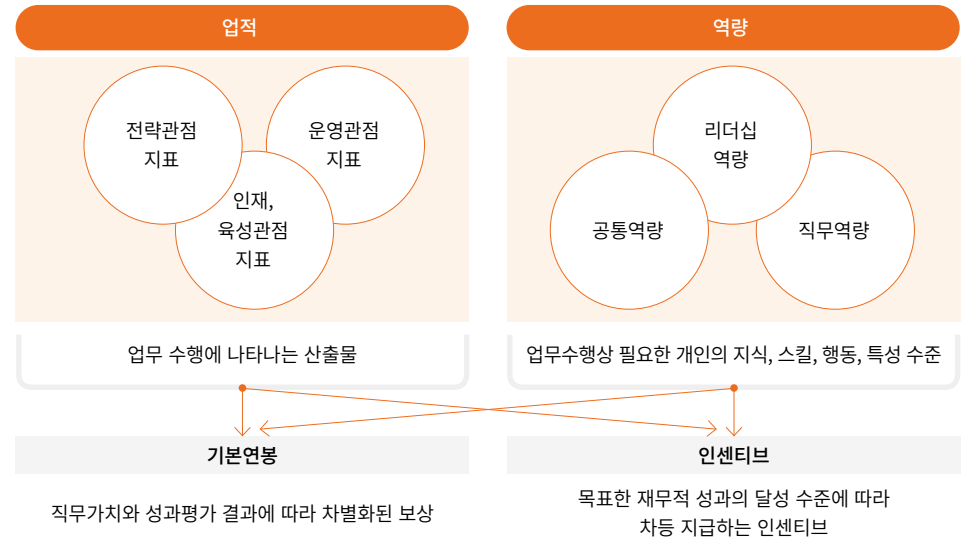 업적
전략관점
지표
운영관점
지표
인재,
육성관점
지표
업무 수행에 나타나는 산출물
역량
리더십
역량
공통역량
직무역량
업무수행상 필요한 개인의 지식, 스킬, 행동, 특성 수준
기본연봉
직무가치와 성과평가 결과에 따라 차별화된 보상
인센티브
목표한 재무적 성과의 달성 수준에 따라
차등 지급하는 인센티브